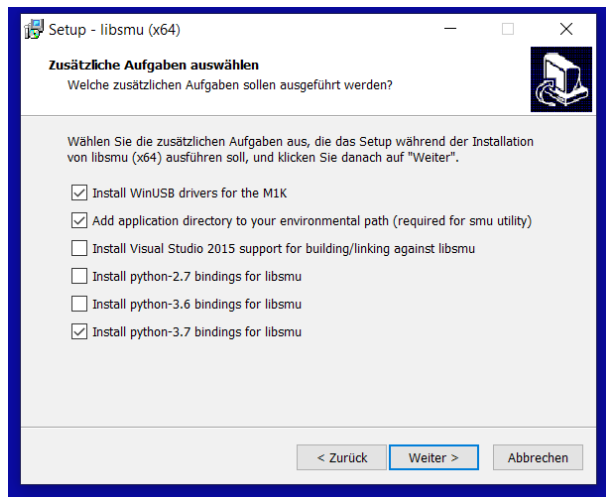 Setup - libsmu (x64)
Zusätzliche Aufgaben auswählen
Welche zusätzlichen Aufgaben sollen ausgeführt werden?
Wählen Sie die zusätzlichen Aufgaben aus, die das Setup während der Installation
von libsmu (x64) ausführen soll, und klicken Sie danach auf "Weiter".
Install WinUSB drivers for the M1K
Add application directory to your environmental path (required for smu utility)
Install Visual Studio 2015 support for building/linking against libsmu
Install python-2.7 bindings for libsmu
Install python-3.6 bindings for libsmu
Install python-3.7 bindings for libsmu
< Zurück Weiter > Abbrechen